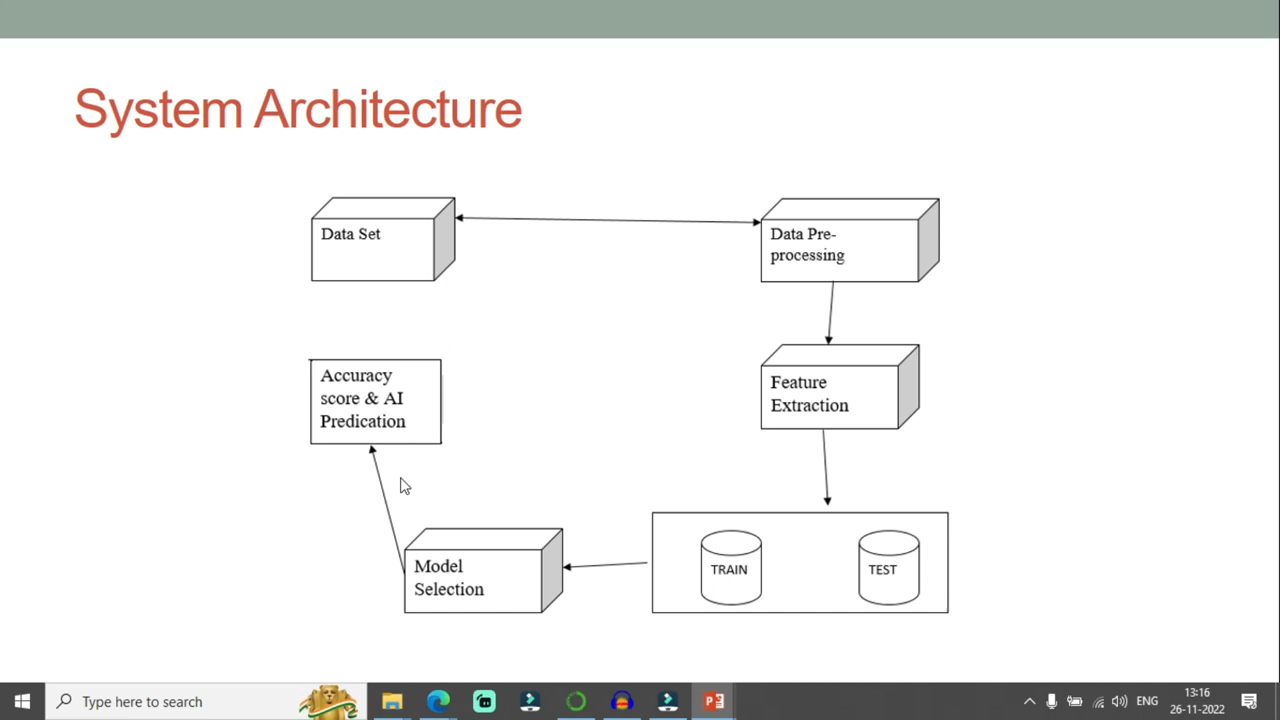 System Architecture
Data Set
Data Pre-
processing
Accuracy
score & AI
Predication
Feature
Extraction
Model
Selection
TRAIN
TEST
Type here to search
ENG
13:16
26-11-2022